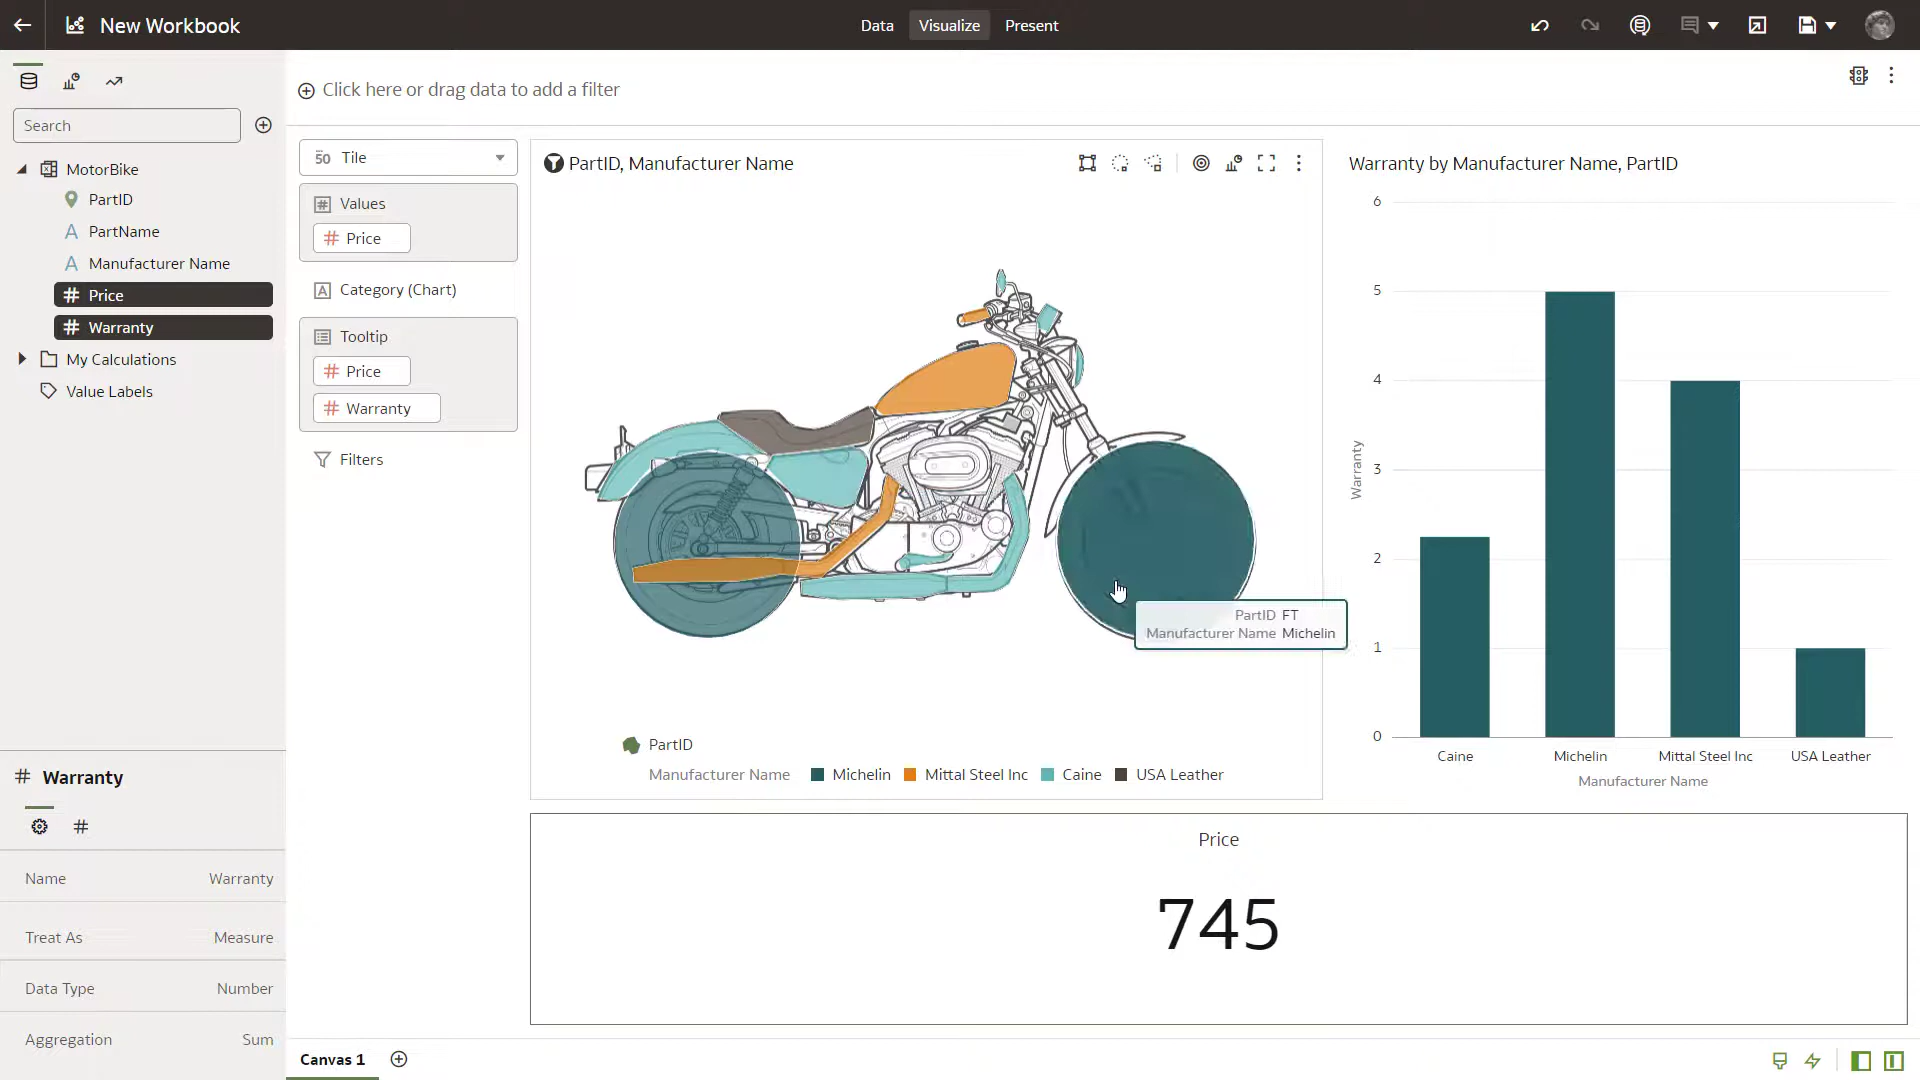 New Workbook
Data
Visualize
Present
Search
MotorBike
PartID
A PartName
A Manufacturer Name
# Price
# Warranty
My Calculations
Value Labels
# Warranty
#
Name Warranty
Treat As Measure
Data Type Number
Aggregation Sum
Click here or drag data to add a filter
50 Tile
# Values
# Price
A Category (Chart)
Tooltip
# Price
# Warranty
Filters
PartID, Manufacturer Name
PartID FT
Manufacturer Name Michelin
PartID
Manufacturer Name Michelin Mittal Steel Inc Caine USA Leather
Warranty by Manufacturer Name, PartID
6
5
4
3
2
1
0
Warranty
Caine Michelin Mittal Steel Inc USA Leather
Manufacturer Name
Price
745
Canvas 1